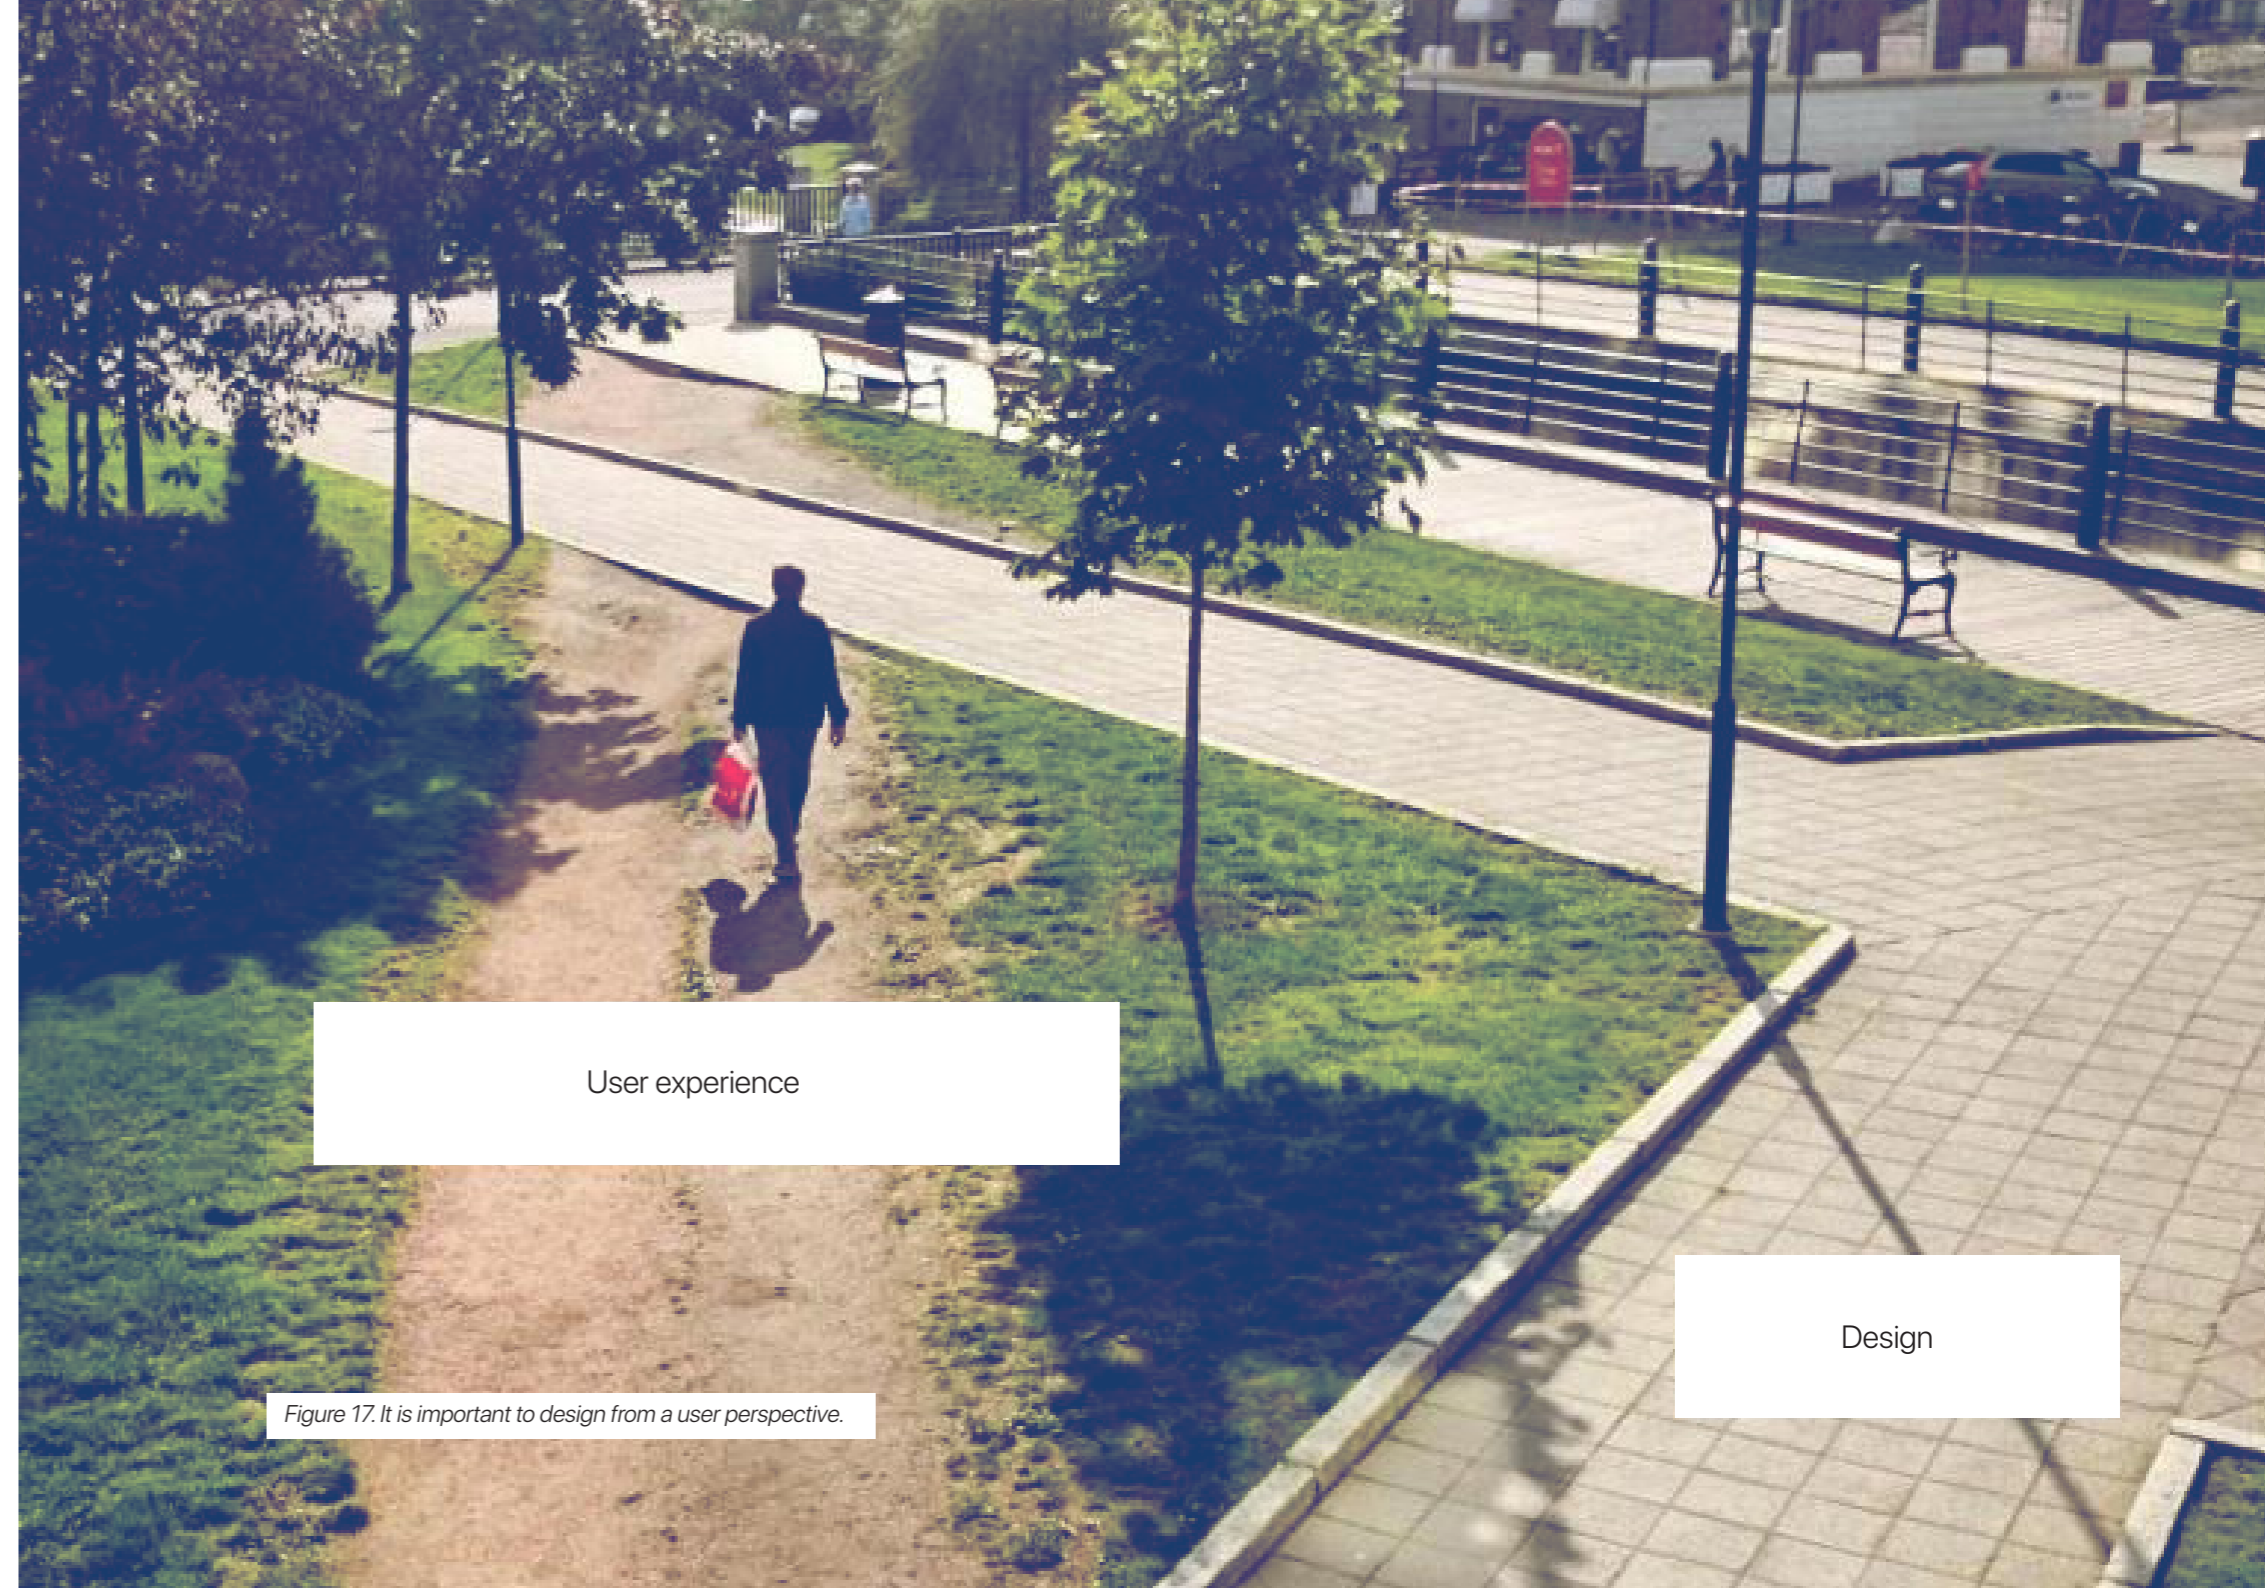 User experience
Design
Figure 17. It is important to design from a user perspective.